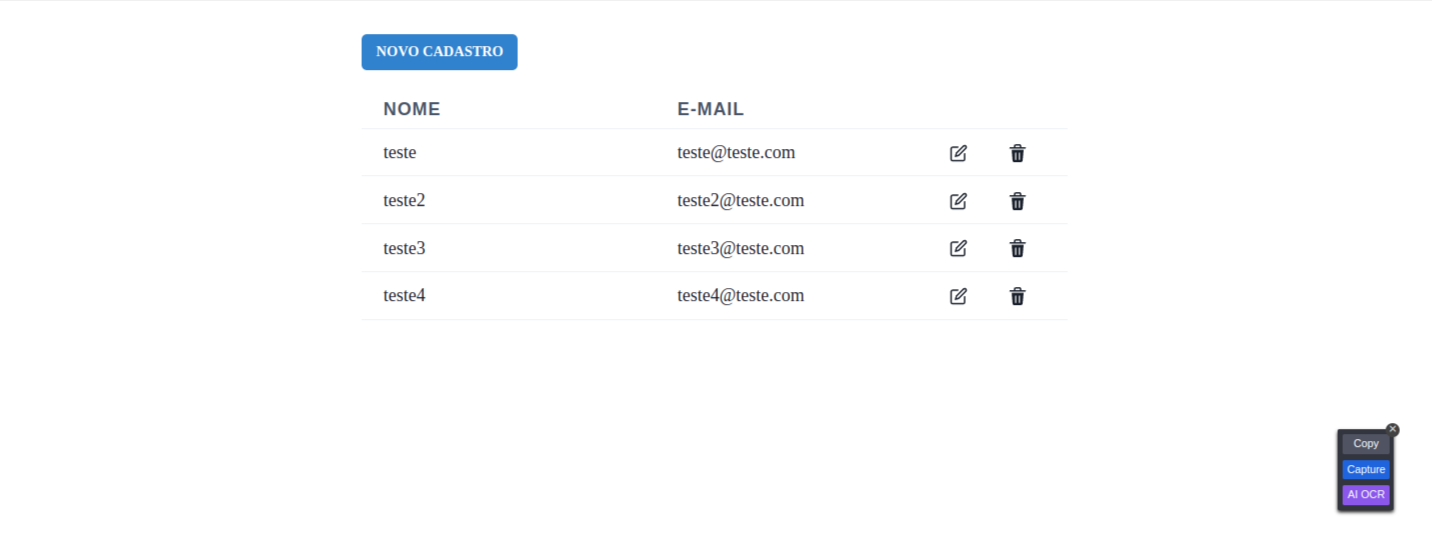 NOVO CADASTRO
NOME E-MAIL
teste teste@teste.com
teste2 teste2@teste.com
teste3 teste3@teste.com
teste4 teste4@teste.com
Copy
Capture
AI OCR